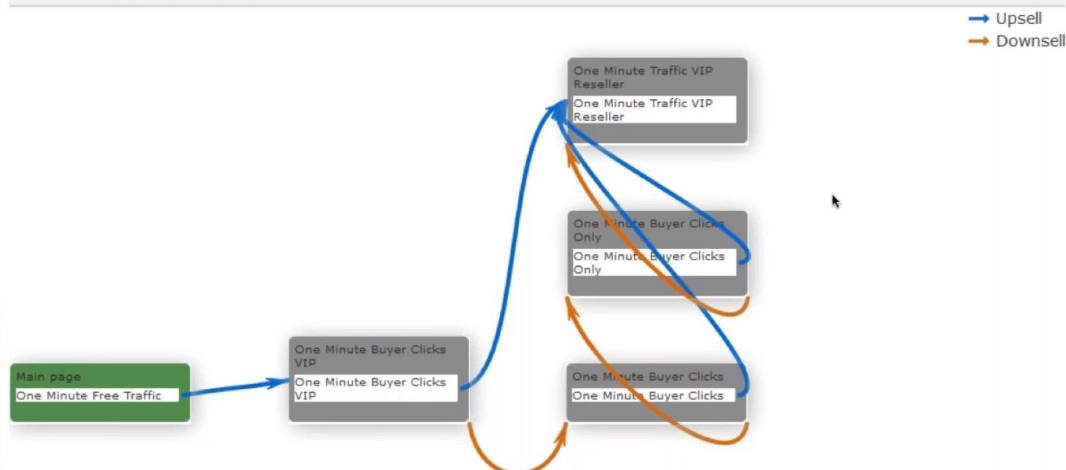 Upsell
Downsell
One Minute Traffic VIP
Reseller
One Minute Traffic VIP
Reseller
One Minute Buyer Clicks
Only
One Minute Buyer Clicks
Only
One Minute Buyer Clicks
VIP
One Minute Buyer Clicks
VIP
Main page
One Minute Free Traffic
One Minute Buyer Clicks
One Minute Buyer Clicks